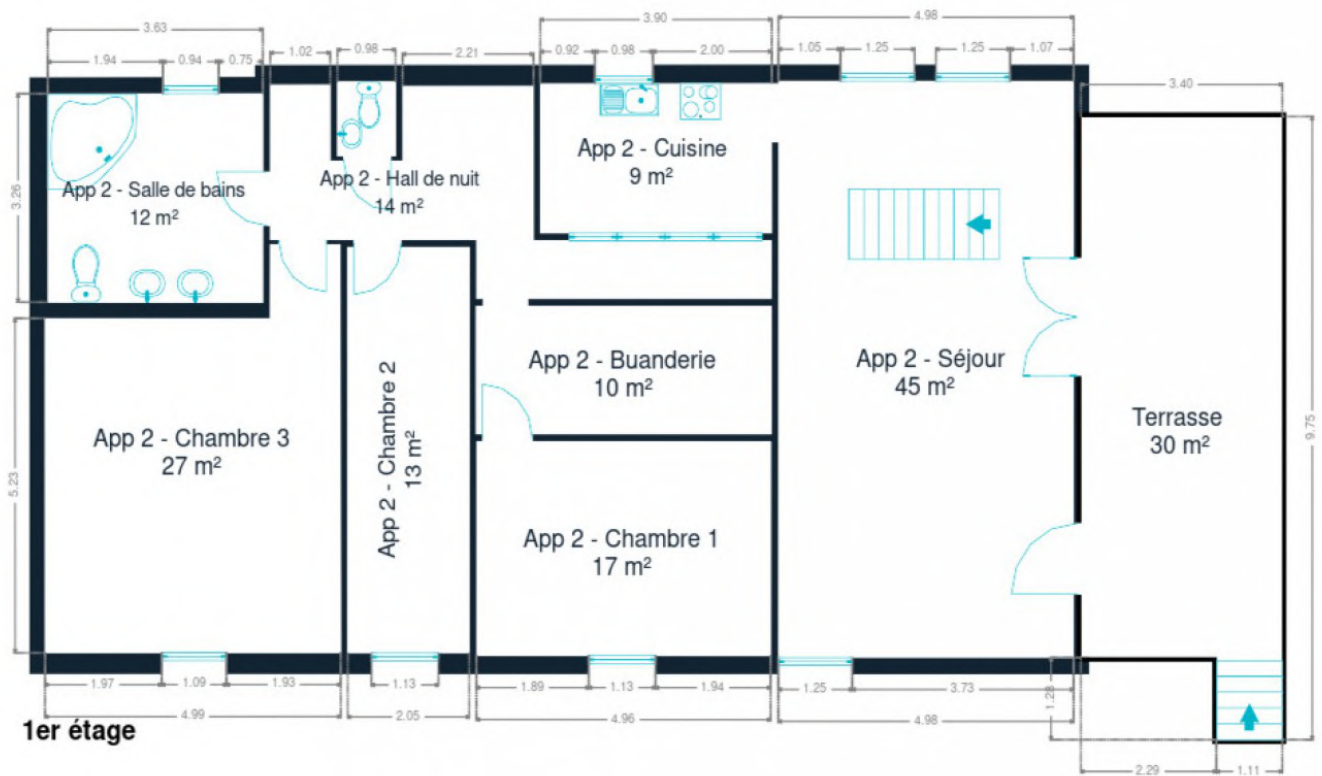 3.63
3.90
4.98
1.94
0.94
0.75
1.02
0.98
2.21
0.92
0.98
2.00
1.05
1.25
1.25
1.07
3.40
3.26
App 2 - Salle de bains
12 m²
App 2 - Hall de nuit
14 m²
App 2 - Cuisine
9 m²
App 2 - Chambre 3
27 m²
App 2 - Chambre 2
13 m²
App 2 - Buanderie
10 m²
App 2 - Séjour
45 m²
Terrasse
30 m²
9.75
5.23
App 2 - Chambre 1
17 m²
1.97
1.09
1.93
1.13
1.89
1.13
1.94
1.25
3.73
1.28
4.99
2.05
4.96
4.98
1er étage
2.29
1.11